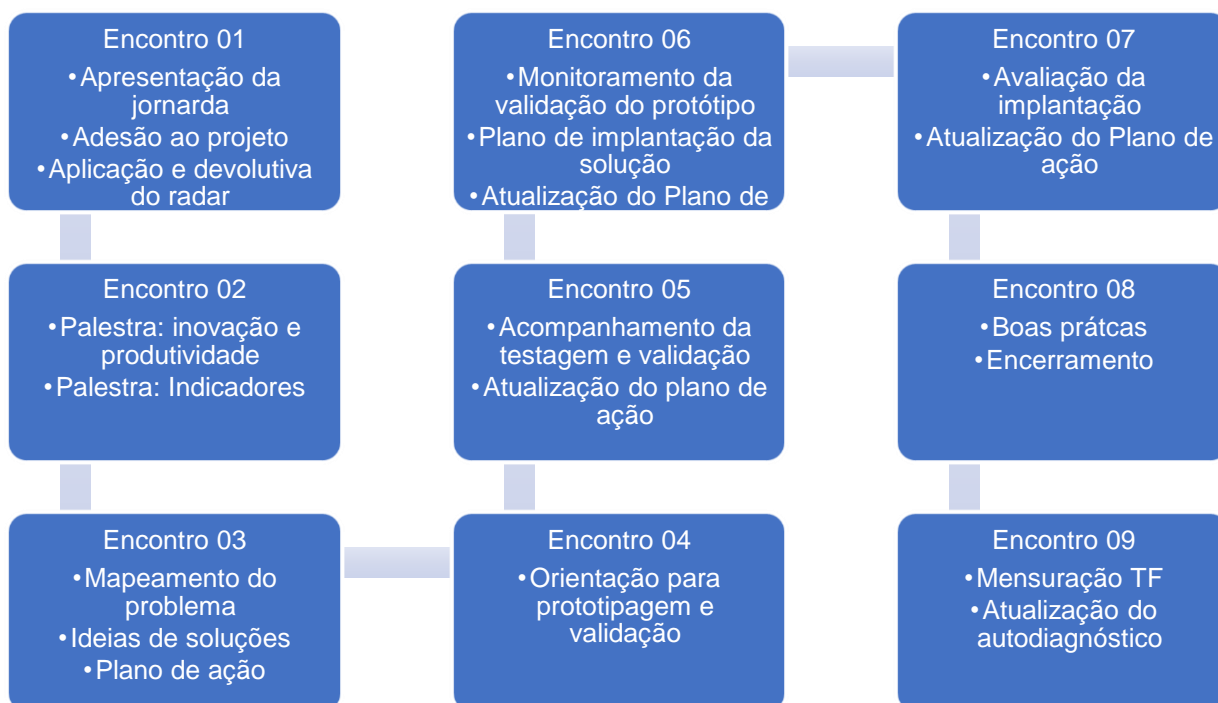 Encontro 01
•Apresentação da
jornarda
•Adesão ao projeto
•Aplicação e devolutiva
do radar
Encontro 02
•Palestra: inovação e
produtividade
•Palestra: Indicadores
Encontro 03
•Mapeamento do
problema
•Ideias de soluções
•Plano de ação
Encontro 04
•Orientação para
prototipagem e
validação
Encontro 05
•Acompanhamento da
testagem e validação
•Atualização do plano de
ação
Encontro 06
•Monitoramento da
validação do protótipo
•Plano de implantação da
solução
•Atualização do Plano de
Encontro 07
•Avaliação da
implantação
•Atualização do Plano de
ação
Encontro 08
•Boas prátcas
•Encerramento
Encontro 09
•Mensuração TF
•Atualização do
autodiagnóstico